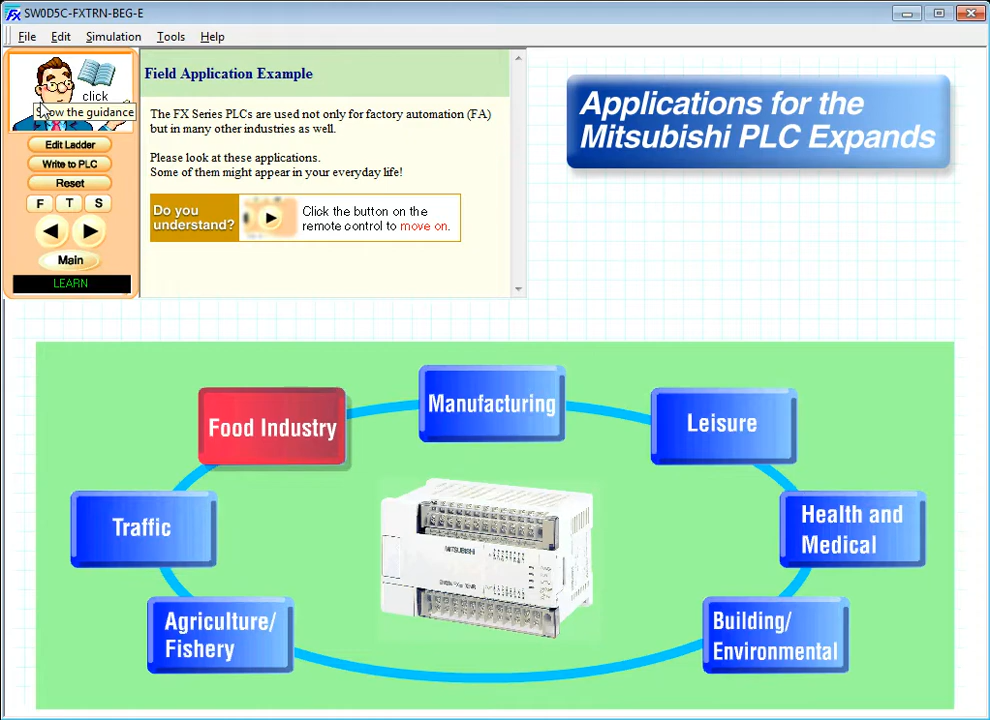 SW0D5C-FXTRN-BEG-E
File Edit Simulation Tools Help
click
Show the guidance
Edit Ladder
Write to PLC
Reset
F T S
Main
LEARN
Field Application Example
The FX Series PLCs are used not only for factory automation (FA)
but in many other industries as well.
Please look at these applications.
Some of them might appear in your everyday life!
Do you
understand?
Click the button on the
remote control to move on.
Applications for the
Mitsubishi PLC Expands
Manufacturing
Food Industry
Leisure
Traffic
Health and
Medical
Agriculture/
Fishery
Building/
Environmental
MITSUBISHI